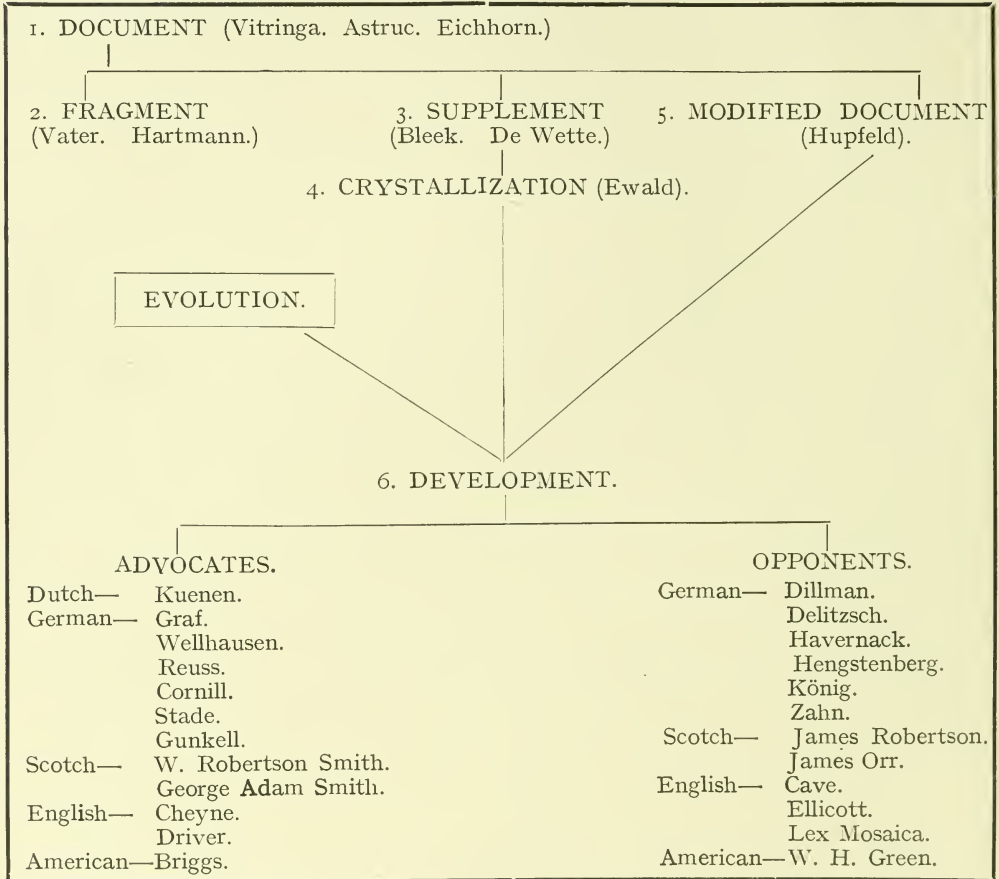 1. DOCUMENT (Vitringa. Astruc. Eichhorn.)
2. FRAGMENT
(Vater. Hartmann.)
3. SUPPLEMENT
(Bleek. De Wette.)
5. MODIFIED DOCUMENT
(Hupfeld).
4. CRYSTALLIZATION (Ewald).
EVOLUTION.
6. DEVELOPMENT.
ADVOCATES.
Dutch— Kuenen.
German— Graf.
Wellhausen.
Reuss.
Cornill.
Stade.
Gunkell.
Scotch— W. Robertson Smith.
George Adam Smith.
English— Cheyne.
Driver.
American—Briggs.
OPPONENTS.
German— Dillman.
Delitzsch.
Havernack.
Hengstenberg.
König.
Zahn.
Scotch— James Robertson.
James Orr.
English— Cave.
Ellicott.
Lex Mosaica.
American—W. H. Green.